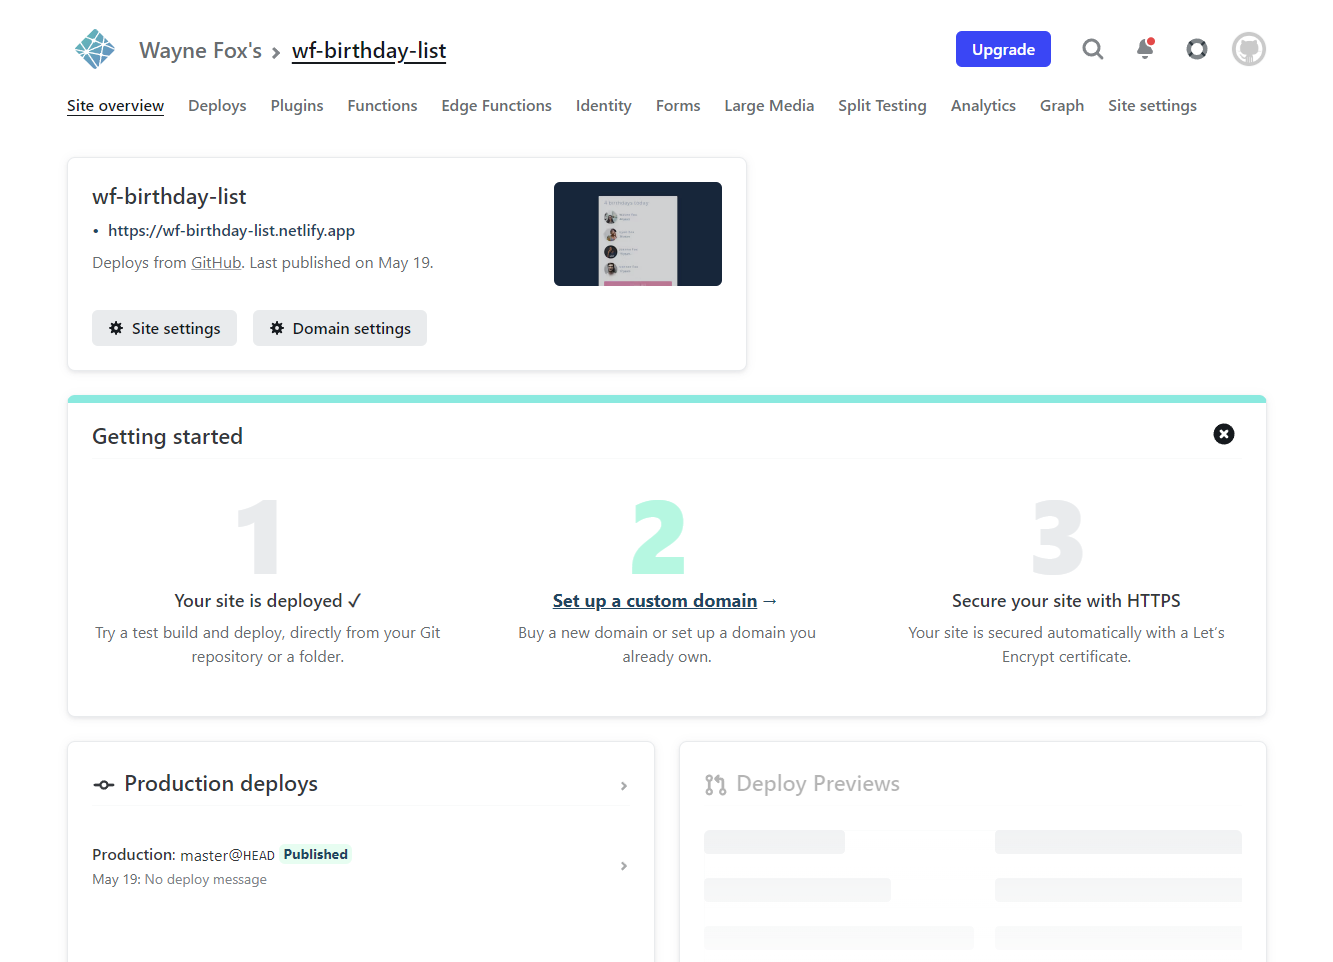 Wayne Fox's › wf-birthday-list
Upgrade
Site overview Deploys Plugins Functions Edge Functions Identity Forms Large Media Split Testing Analytics Graph Site settings
wf-birthday-list
• https://wf-birthday-list.netlify.app
Deploys from GitHub. Last published on May 19.
Site settings Domain settings
Getting started
1
Your site is deployed ✓
Try a test build and deploy, directly from your Git
repository or a folder.
2
Set up a custom domain →
Buy a new domain or set up a domain you
already own.
3
Secure your site with HTTPS
Your site is secured automatically with a Let’s
Encrypt certificate.
Production deploys
Production: master@HEAD Published
May 19: No deploy message
Deploy Previews